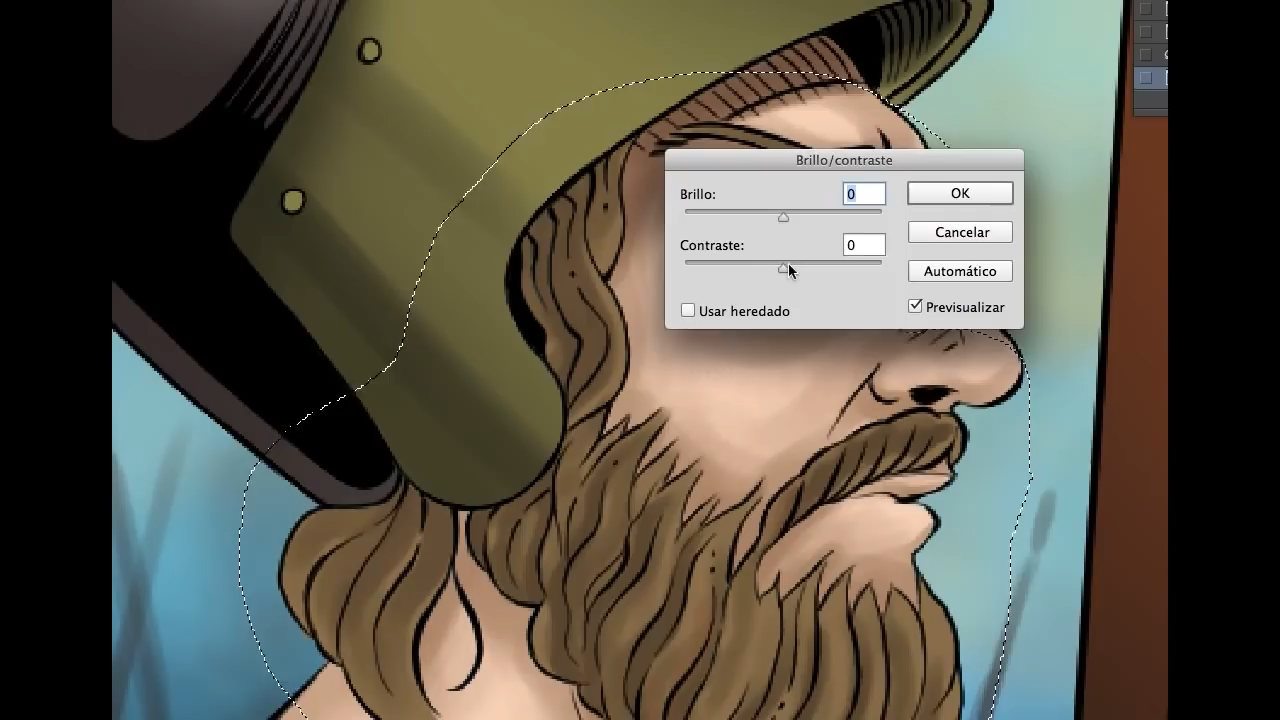 Brillo/contraste
Brillo:
0
OK
Contraste:
0
Cancelar
Automático
Usar heredado
Previsualizar